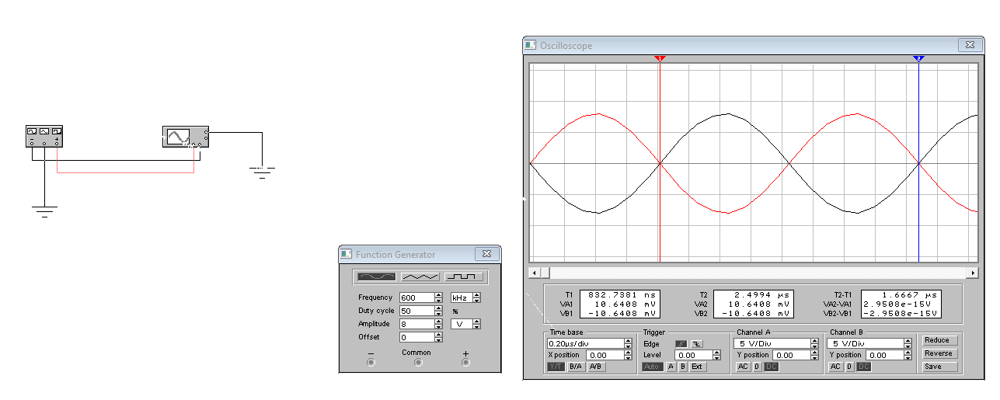 Oscilloscope
1
2
- +
Function Generator
Frequency 600 kHz
Duty cycle 50 %
Amplitude 8 V
Offset 0
− Common +
T1 832.7381 ns T2 2.4994 µs T2-T1 1.6667 µs
VA1 10.6408 mV VA2 10.6408 mV VA2-VA1 2.9508e-15V
VB1 -10.6408 mV VB2 -10.6408 mV VB2-VB1 -2.9508e-15V
Time base Trigger Channel A Channel B
0.20µs/div Edge 5 V/Div 5 V/Div Reduce
X position 0.00 Level 0.00 Y position 0.00 Y position 0.00 Reverse
Y/T B/A A/B Auto A B Ext AC 0 DC AC 0 DC Save